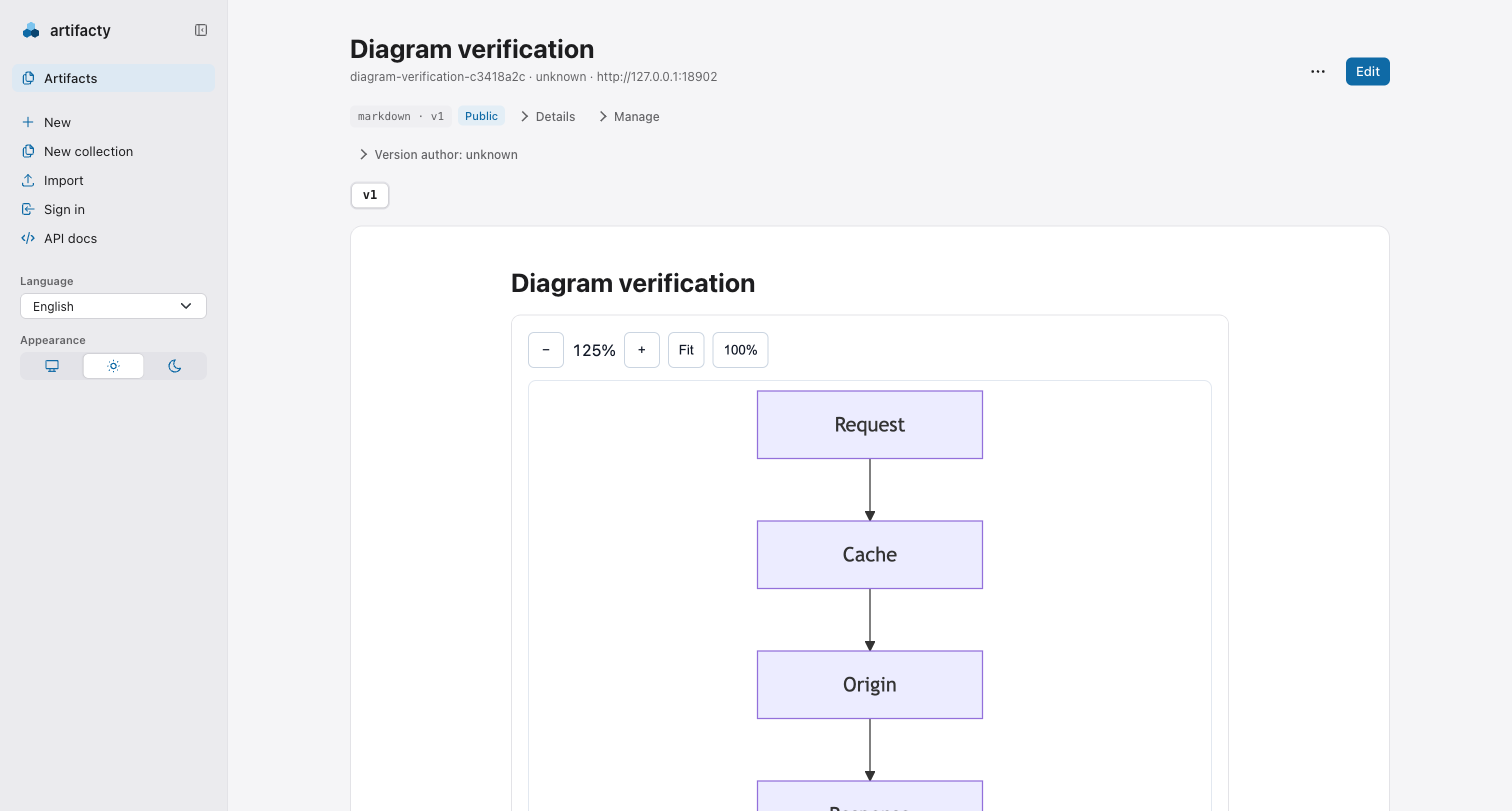 artifacty
Artifacts
New
New collection
Import
Sign in
API docs
Language
English
Appearance
Diagram verification
diagram-verification-c3418a2c · unknown · http://127.0.0.1:18902
Edit
markdown · v1
Public
Details
Manage
Version author: unknown
v1
Diagram verification
− 125% + Fit 100%
Request
Cache
Origin